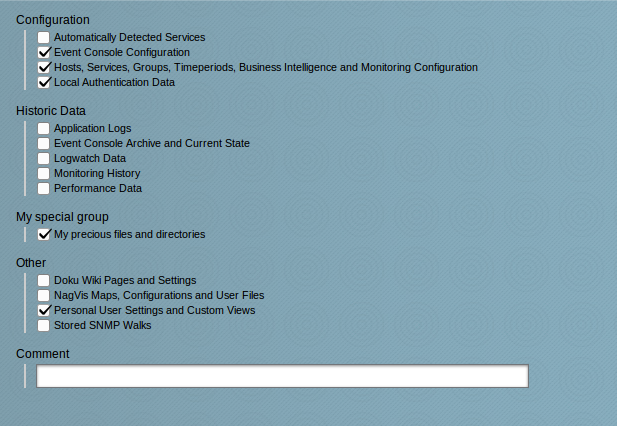 Configuration
Automatically Detected Services
Event Console Configuration
Hosts, Services, Groups, Timeperiods, Business Intelligence and Monitoring Configuration
Local Authentication Data
Historic Data
Application Logs
Event Console Archive and Current State
Logwatch Data
Monitoring History
Performance Data
My special group
My precious files and directories
Other
Doku Wiki Pages and Settings
NagVis Maps, Configurations and User Files
Personal User Settings and Custom Views
Stored SNMP Walks
Comment